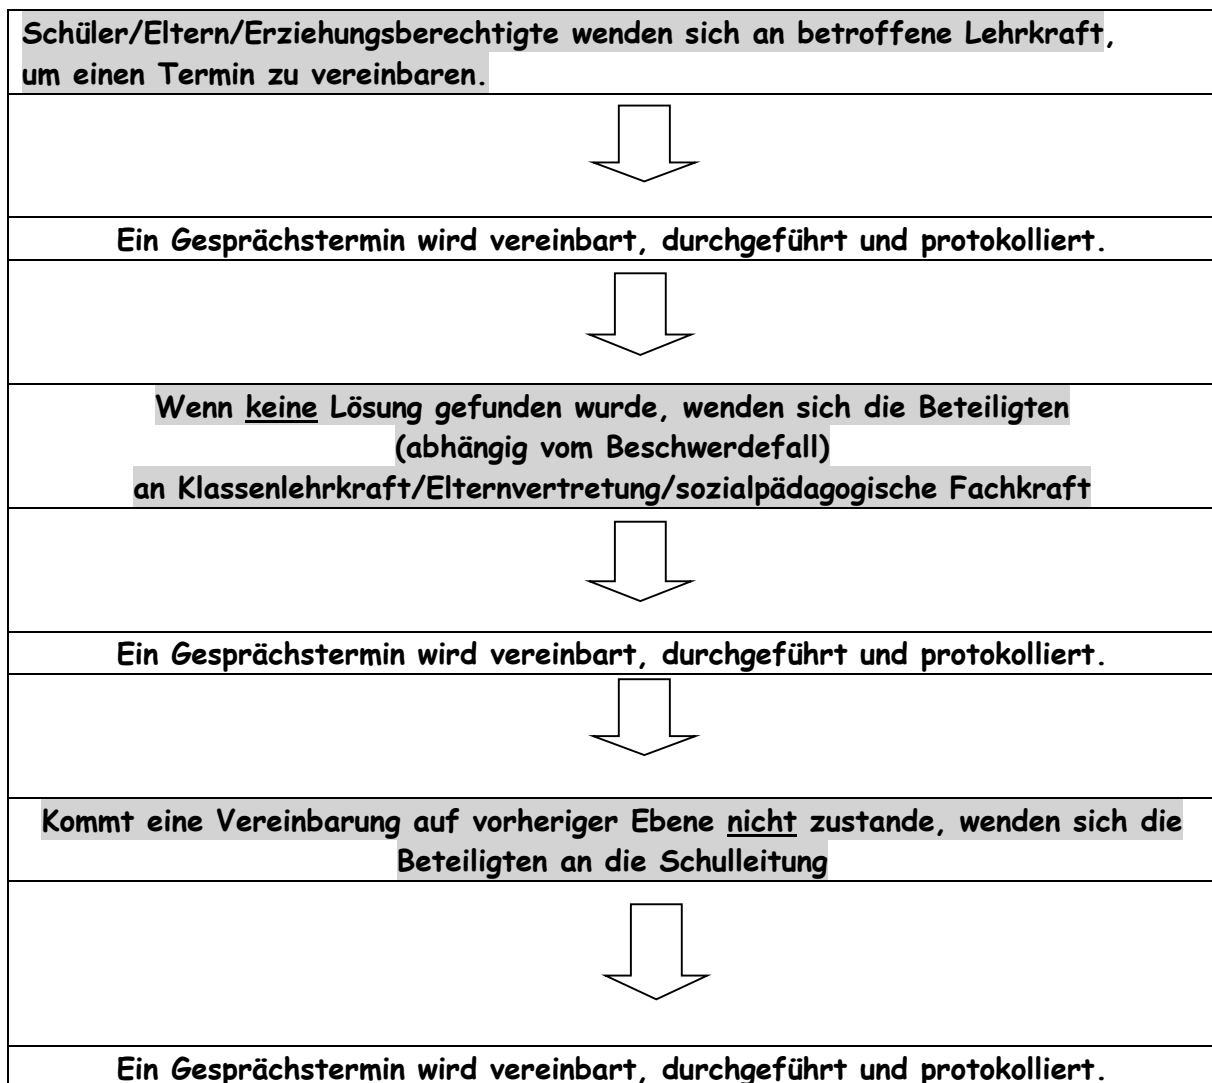 Schüler/Eltern/Erziehungsberechtigte wenden sich an betroffene Lehrkraft,
um einen Termin zu vereinbaren.
Ein Gesprächstermin wird vereinbart, durchgeführt und protokolliert.
Wenn keine Lösung gefunden wurde, wenden sich die Beteiligten
(abhängig vom Beschwerdefall)
an Klassenlehrkraft/Elternvertretung/sozialpädagogische Fachkraft
Ein Gesprächstermin wird vereinbart, durchgeführt und protokolliert.
Kommt eine Vereinbarung auf vorheriger Ebene nicht zustande, wenden sich die
Beteiligten an die Schulleitung
Ein Gesprächstermin wird vereinbart, durchgeführt und protokolliert.